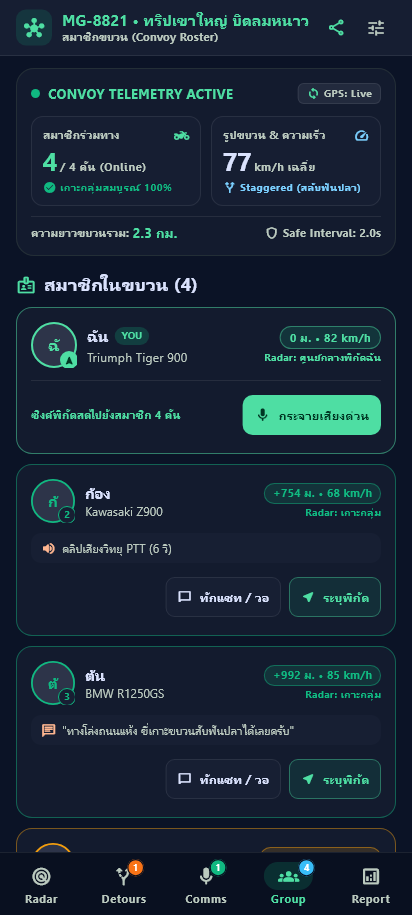 MG-8821 • ทริปเขาใหญ่ บิดลมหนาว
สมาชิกขบวน (Convoy Roster)
CONVOY TELEMETRY ACTIVE
GPS: Live
สมาชิกร่วมทาง
4 / 4 คัน (Online)
เกาะกลุ่มสมบูรณ์ 100%
รูปขบวน & ความเร็ว
77 km/h เฉลี่ย
Staggered (สลับฟันปลา)
ความยาวขบวนรวม: 2.3 กม.
Safe Interval: 2.0s
สมาชิกในขบวน (4)
ฉั
ฉัน YOU
Triumph Tiger 900
0 ม. • 82 km/h
Radar: ศูนย์กลางพิกัดฉัน
ซิงค์พิกัดสดไปยังสมาชิก 4 คัน
กระจายเสียงด่วน
ก้
2
ก้อง
Kawasaki Z900
+754 ม. • 68 km/h
Radar: เกาะกลุ่ม
คลิปเสียงวิทยุ PTT (6 วิ)
ทักแชท / วอ
ระบุพิกัด
ต้
3
ต้น
BMW R1250GS
+992 ม. • 85 km/h
Radar: เกาะกลุ่ม
"ทางโล่งถนนแห้ง ขี่เกาะขบวนสับฟันปลาได้เลยครับ"
ทักแชท / วอ
ระบุพิกัด
Radar
1
Detours
1
Comms
4
Group
Report